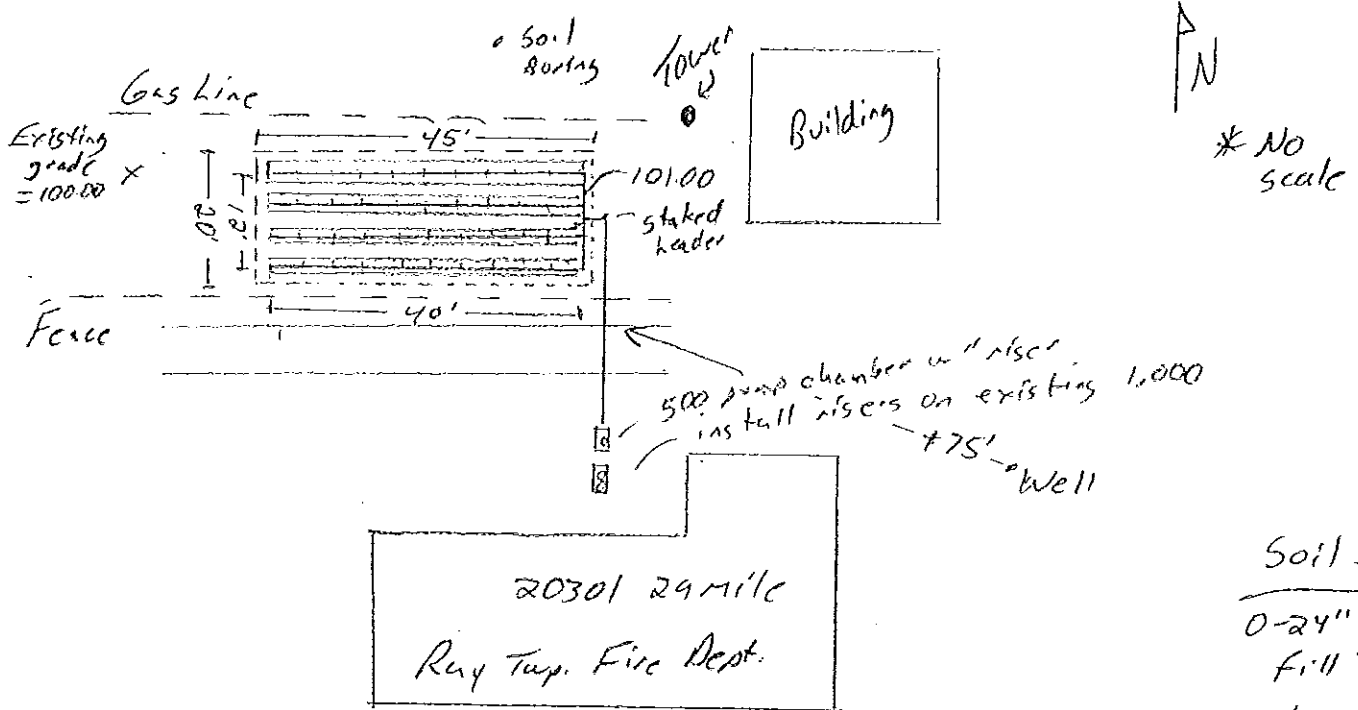 Soil
Boring
Tower
N
* No
scale
Gas Line
Existing
grade
= 100.00 X
45'
Building
101.00
staked
header
20'
12'
40'
Fence
500 pump chamber w/ riser
install risers on existing 1,000
+75'
Well
20301 29 mile
Ray Twp. Fire Dept.
Soil
0-24"
fill